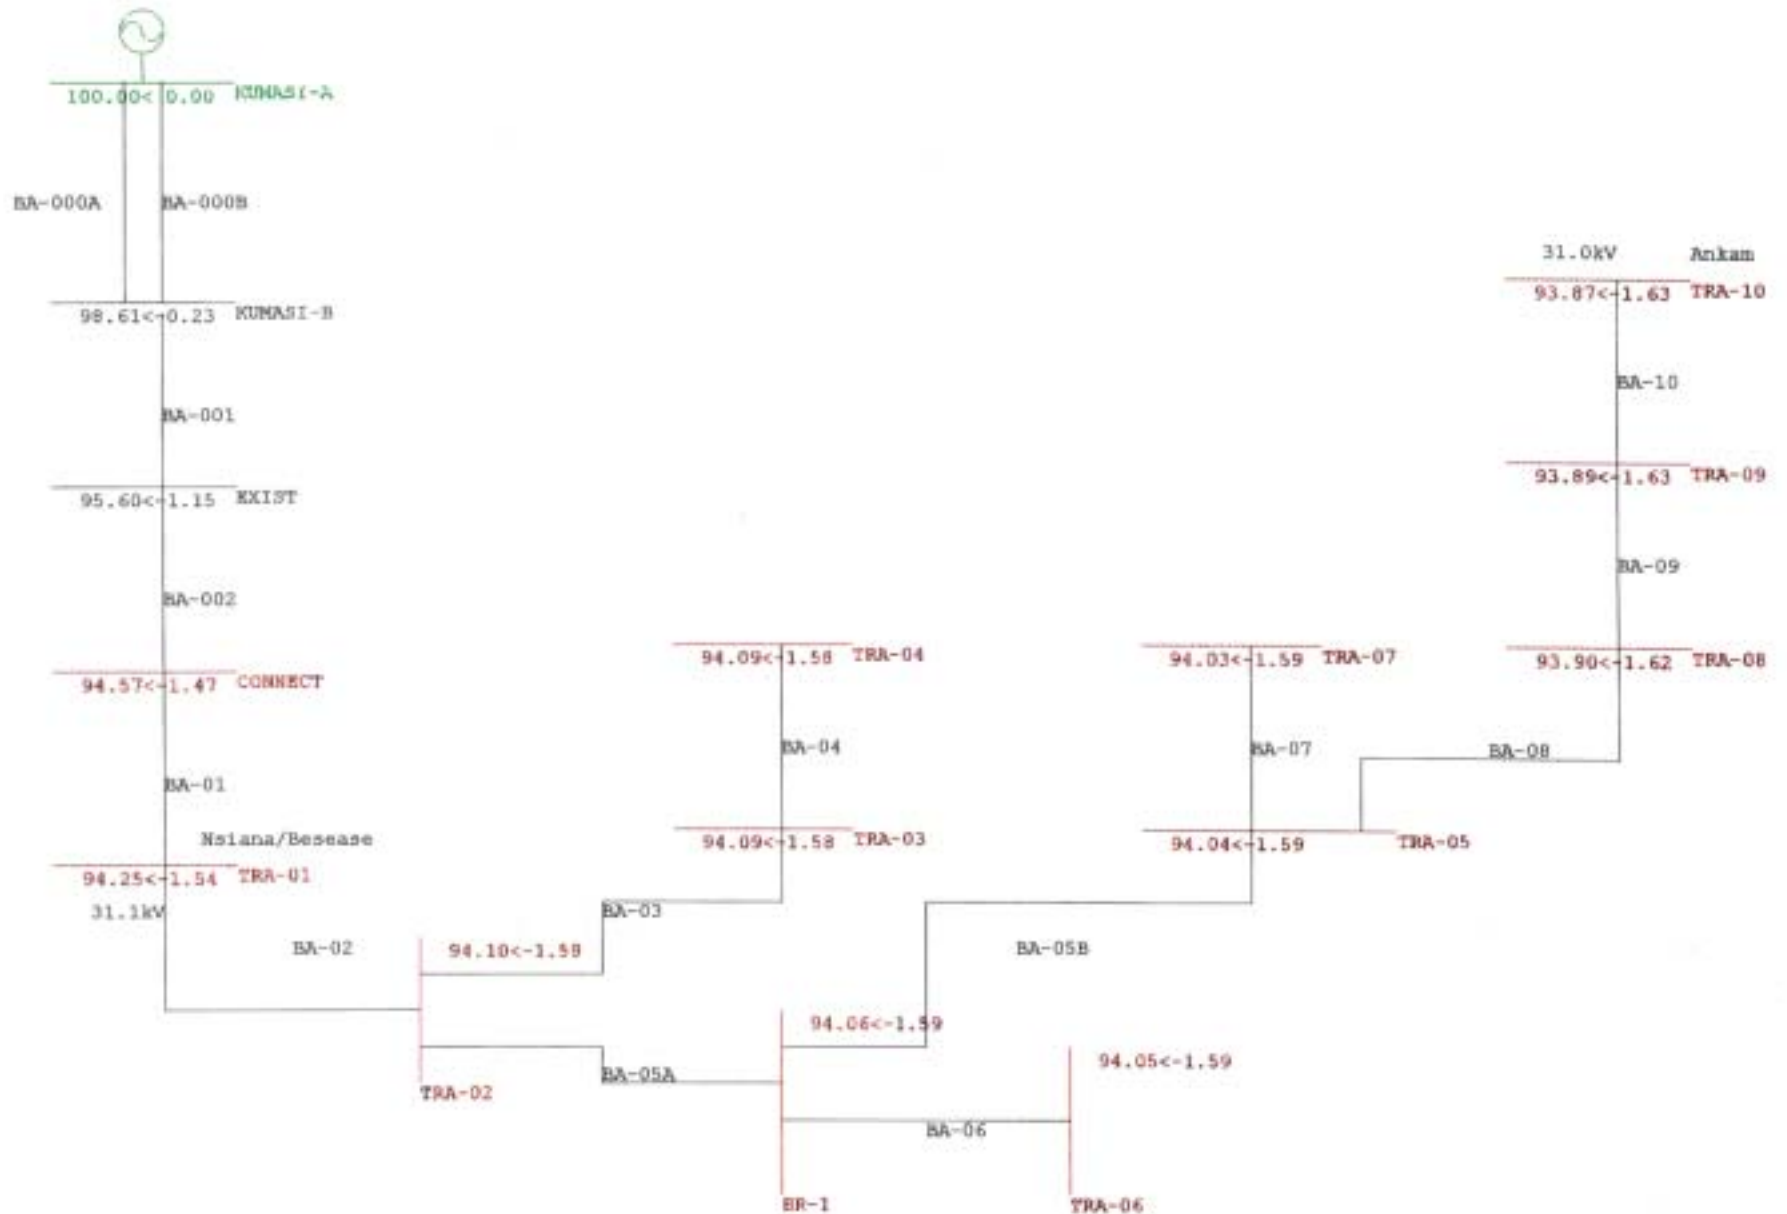 100.00< 0.00 KUMASI-A
BA-000A
BA-000B
98.61<-0.23 KUMASI-B
BA-001
95.60<-1.15 EXIST
BA-002
94.57<-1.47 CONNECT
BA-01
Nsiana/Besease
94.25<-1.54 TRA-01
31.1kV
BA-02
94.10<-1.58
TRA-02
BA-03
94.09<-1.58 TRA-03
BA-04
94.09<-1.58 TRA-04
BA-05A
94.06<-1.59
BR-1
BA-06
94.05<-1.59
TRA-06
BA-05B
94.04<-1.59 TRA-05
BA-07
94.03<-1.59 TRA-07
BA-08
93.90<-1.62 TRA-08
BA-09
93.89<-1.63 TRA-09
BA-10
31.0kV Ankam
93.87<-1.63 TRA-10